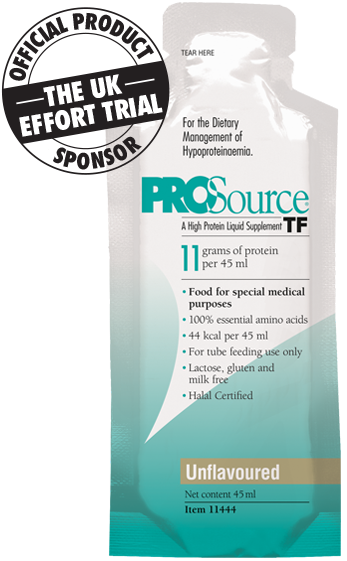 OFFICIAL PRODUCT
THE UK
EFFORT TRIAL
SPONSOR
TEAR HERE
For the Dietary
Management of
Hypoproteinaemia.
PROSource
A High Protein Liquid Supplement TF
11 grams of protein
per 45 ml
• Food for special medical
purposes
• 100% essential amino acids
• 44 kcal per 45 ml
• For tube feeding use only
• Lactose, gluten and
milk free
• Halal Certified
Unflavoured
Net content 45 ml
Item 11444